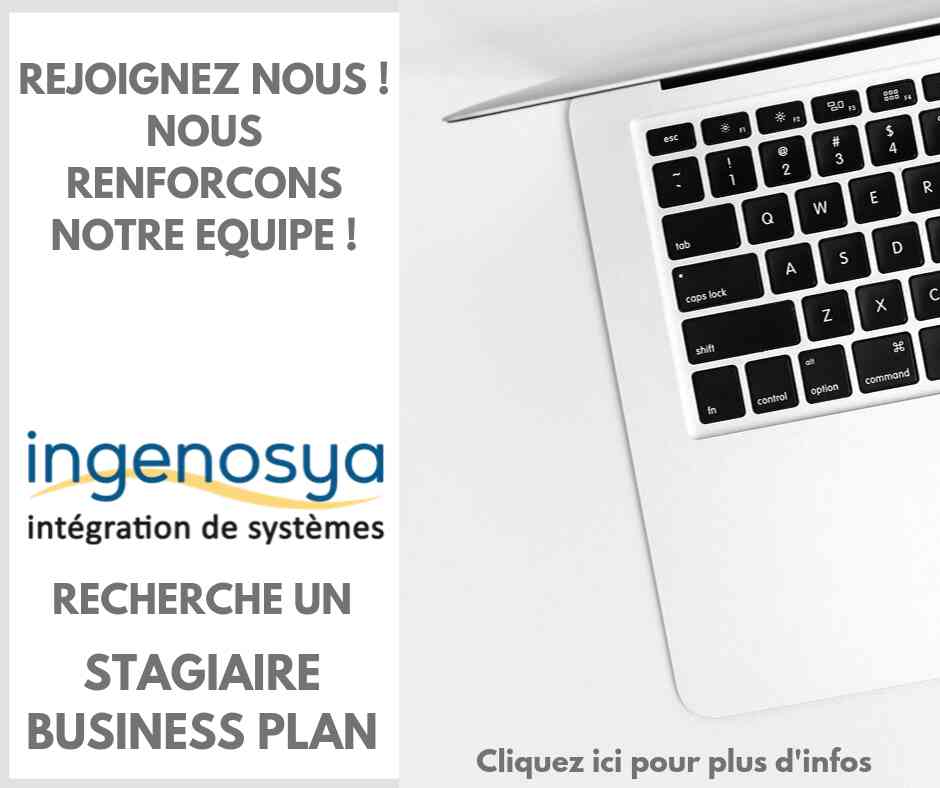 REJOIGNEZ NOUS !
NOUS
RENFORCONS
NOTRE EQUIPE !
ingenosya
intégration de systèmes
RECHERCHE UN
STAGIAIRE
BUSINESS PLAN
esc F1 F2 F3 F4
~ ! @ # $
` 1 2 3 4
tab Q W E R
caps lock A S D
shift Z X C
fn control alt option ⌘ command
Cliquez ici pour plus d'infos